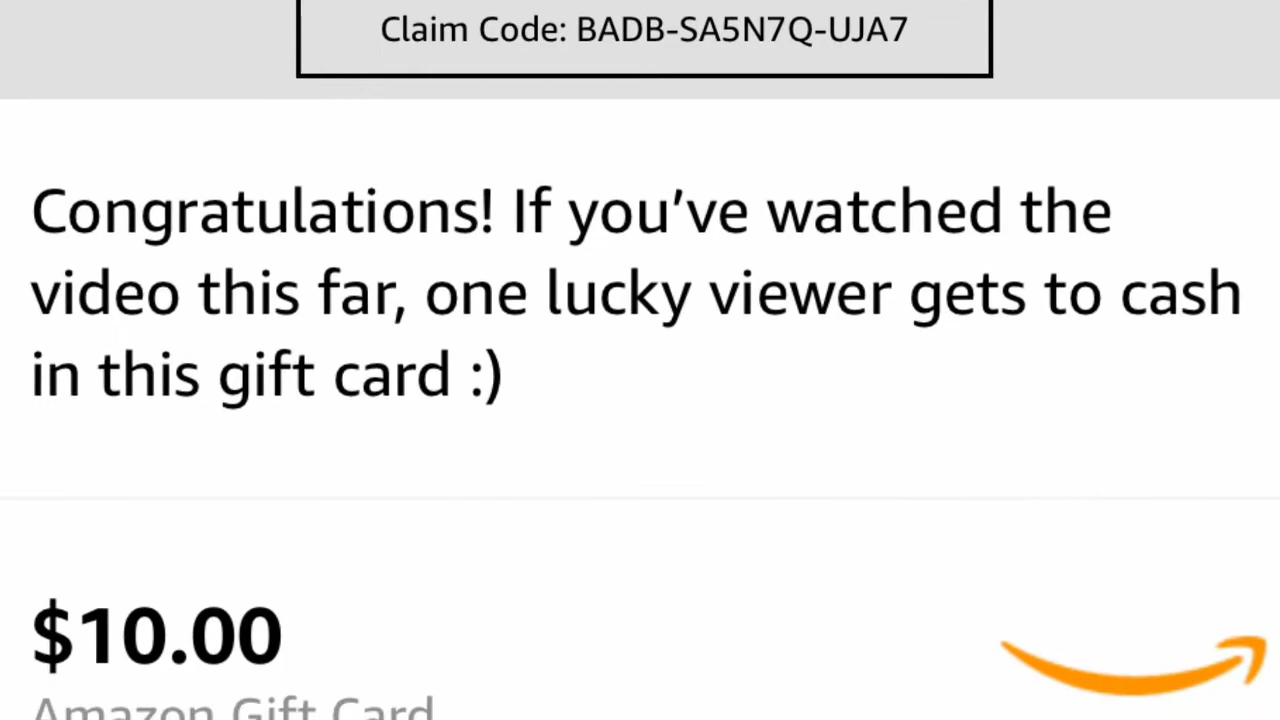 Claim Code: BADB-SA5N7Q-UJA7
Congratulations! If you've watched the
video this far, one lucky viewer gets to cash
in this gift card :)
$10.00
Amazon Gift Card